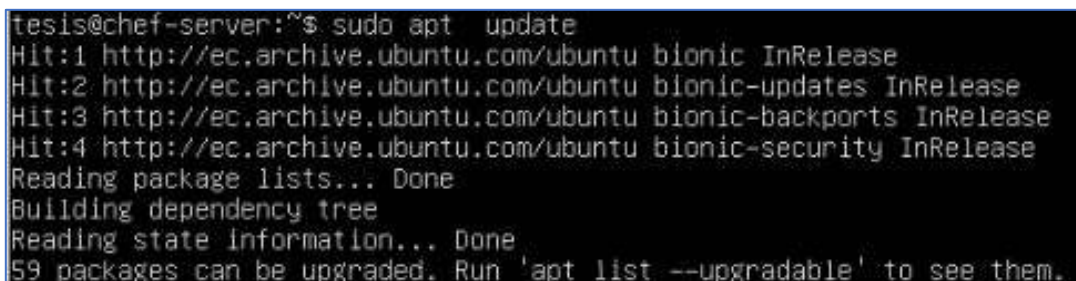 tesis@chef-server:~$ sudo apt  update
Hit:1 http://ec.archive.ubuntu.com/ubuntu bionic InRelease
Hit:2 http://ec.archive.ubuntu.com/ubuntu bionic-updates InRelease
Hit:3 http://ec.archive.ubuntu.com/ubuntu bionic-backports InRelease
Hit:4 http://ec.archive.ubuntu.com/ubuntu bionic-security InRelease
Reading package lists... Done
Building dependency tree
Reading state information... Done
59 packages can be upgraded. Run 'apt list --upgradable' to see them.